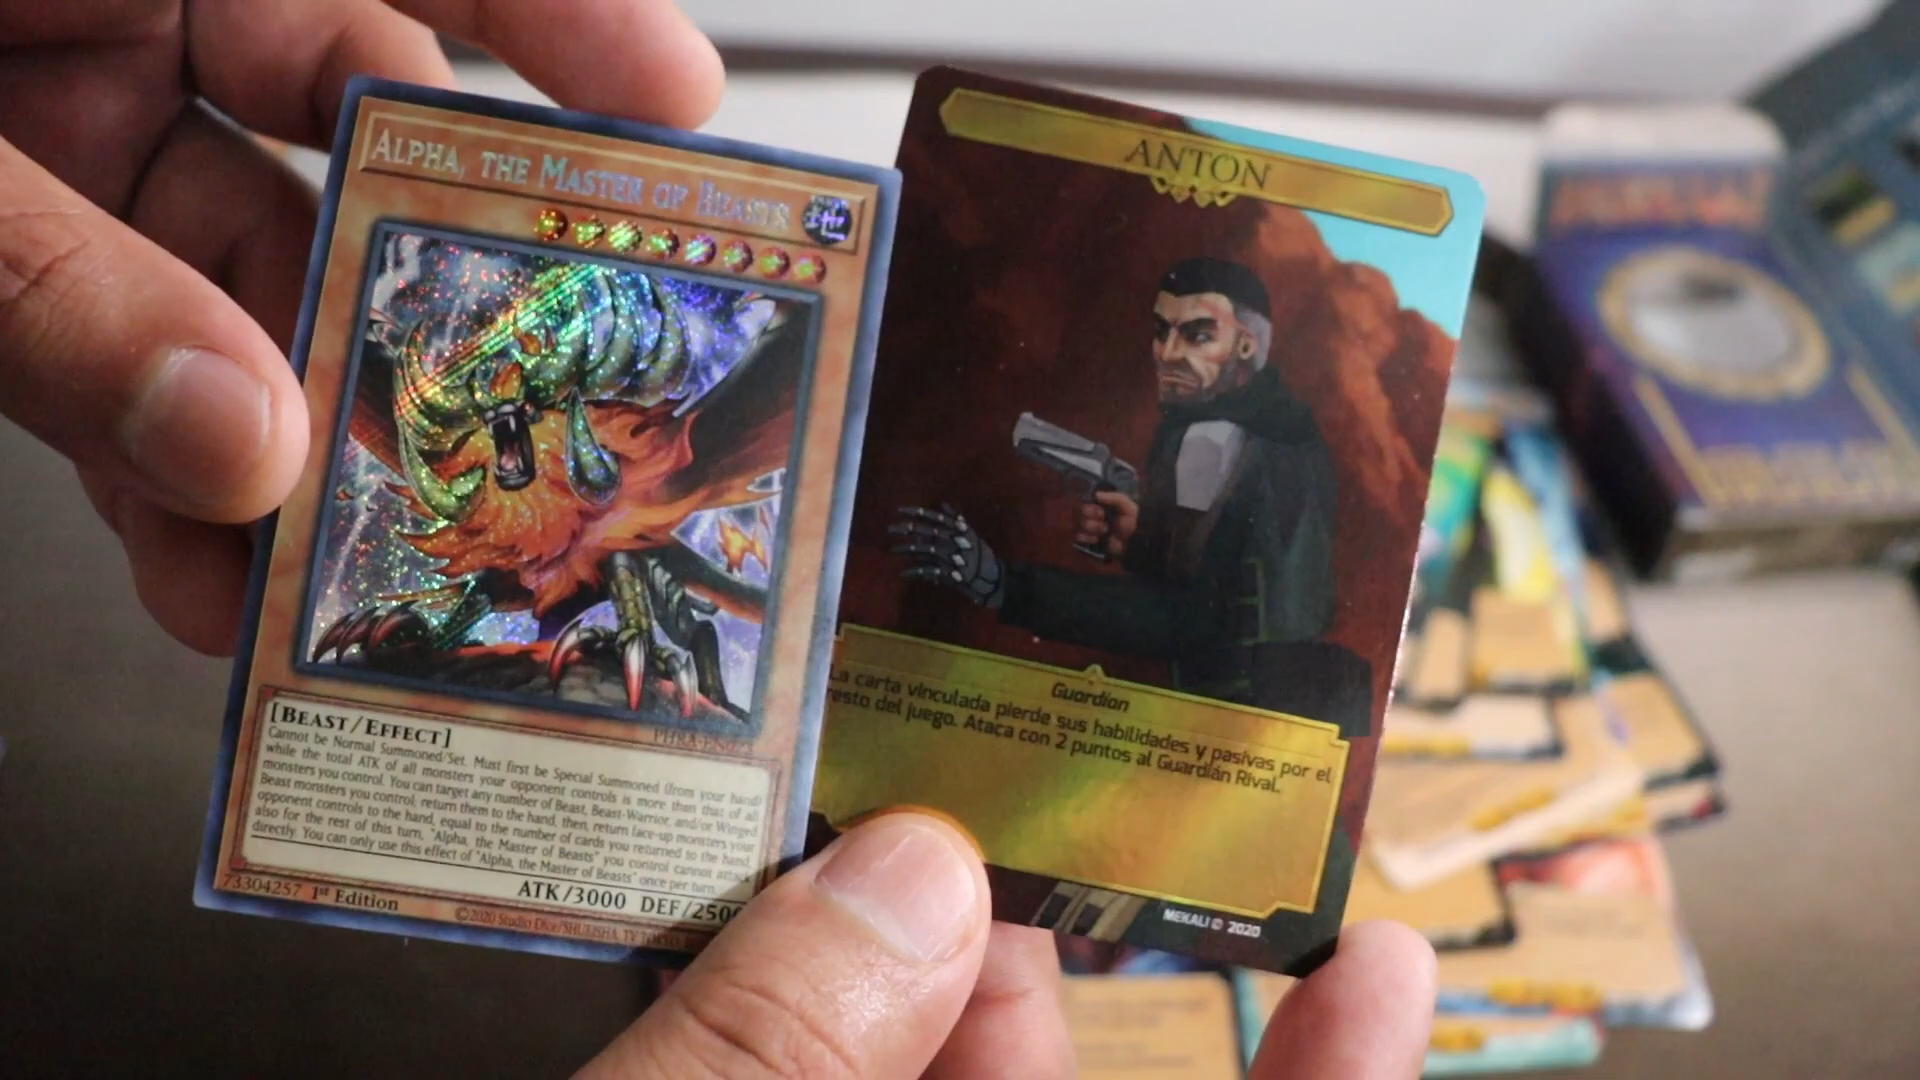 ALPHA, THE MASTER OF BEASTS
[BEAST/EFFECT]
Cannot be Normal Summoned/Set. Must first be Special Summoned (from your hand)
while the total ATK of all monsters your opponent controls is more than that of all
monsters you control. You can target any number of Beast, Beast-Warrior, and/or Winged
Beast monsters you control; return them to the hand, then, return face-up monsters your
opponent controls to the hand, equal to the number of cards you returned to the hand,
also for the rest of this turn, "Alpha, the Master of Beasts" you control cannot attack
directly. You can only use this effect of "Alpha, the Master of Beasts" once per turn.
ATK/3000 DEF/250
73304257 1st Edition
©2020 Studio Dice/SHUEISHA, TV TOKYO
ANTON
Guardían
La carta vinculada pierde sus habilidades y pasivas por el
resto del juego. Ataca con 2 puntos al Guardían Rival.
MEKALI © 2020